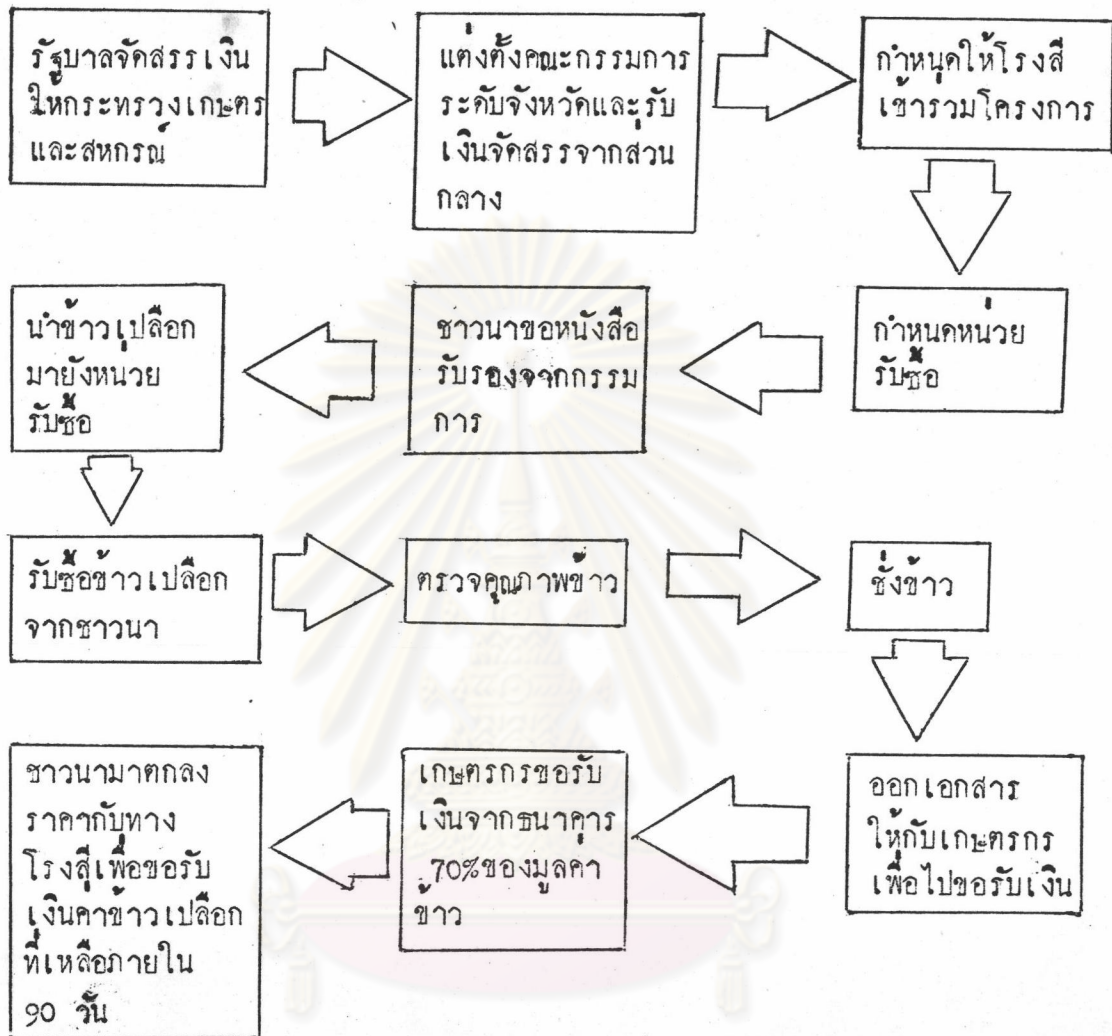 รัฐบาลจัดสรรเงิน
ให้กระทรวงเกษตร
และสหกรณ์
แต่งตั้งคณะกรรมการ
ระดับจังหวัดและรับ
เงินจัดสรรจากส่วน
กลาง
กำหนดให้โรงสี
เข้าร่วมโครงการ
กำหนดหน่วย
รับซื้อ
ชาวนาขอหนังสือ
รับรองจากกรรม
การ
นำข้าวเปลือก
มายังหน่วย
รับซื้อ
รับซื้อข้าวเปลือก
จากชาวนา
ตรวจคุณภาพข้าว
ชั่งข้าว
ออกเอกสาร
ให้กับเกษตรกร
เพื่อไปขอรับเงิน
เกษตรกรขอรับ
เงินจากธนาคาร
70%ของมูลค่า
ข้าว
ชาวนามาตกลง
ราคากับทาง
โรงสีเพื่อขอรับ
เงินค่าข้าวเปลือก
ที่เหลือภายใน
90 วัน